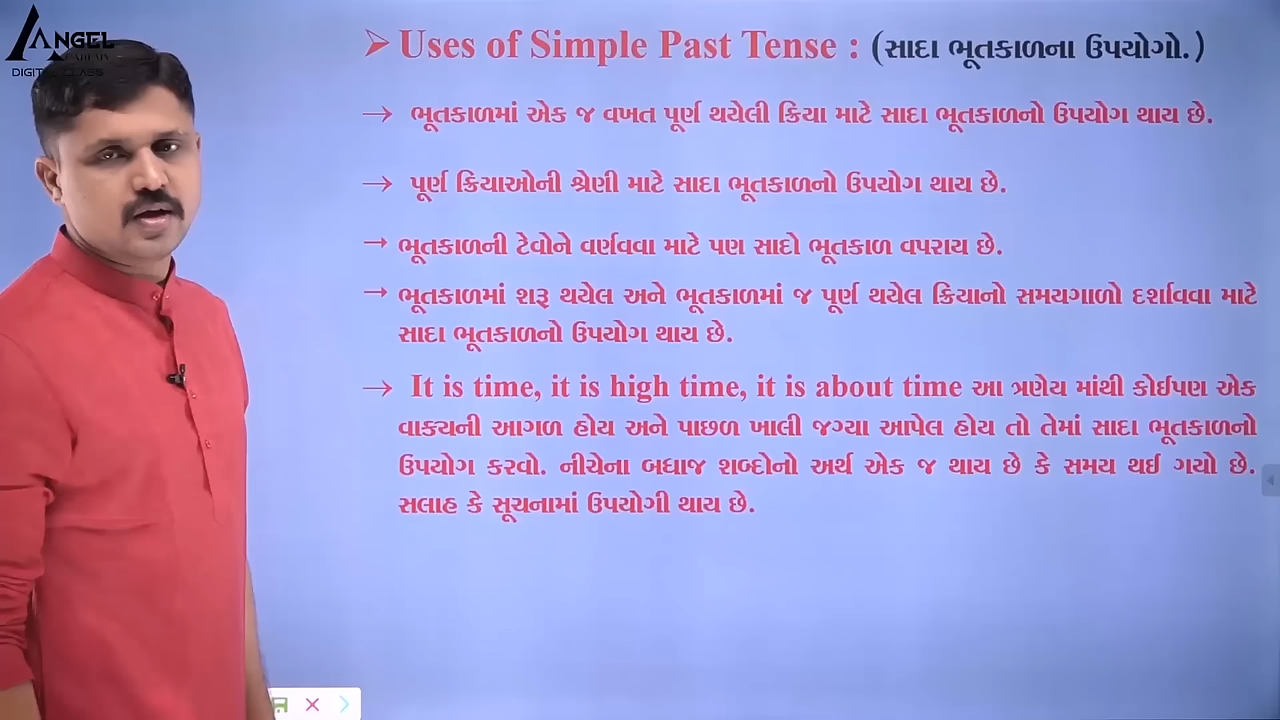 ANGEL
ACADEMY
DIGITAL CLASS
➢ Uses of Simple Past Tense : (સાદા ભૂતકાળના ઉપયોગો.)
→ ભૂતકાળમાં એક જ વખત પૂર્ણ થયેલી ક્રિયા માટે સાદા ભૂતકાળનો ઉપયોગ થાય છે.
→ પૂર્ણ ક્રિયાઓની શ્રેણી માટે સાદા ભૂતકાળનો ઉપયોગ થાય છે.
→ ભૂતકાળની ટેવોને વર્ણવવા માટે પણ સાદો ભૂતકાળ વપરાય છે.
→ ભૂતકાળમાં શરૂ થયેલ અને ભૂતકાળમાં જ પૂર્ણ થયેલ ક્રિયાનો સમયગાળો દર્શાવવા માટે
સાદા ભૂતકાળનો ઉપયોગ થાય છે.
→ It is time, it is high time, it is about time આ ત્રણેય માંથી કોઈપણ એક
વાક્યની આગળ હોય અને પાછળ ખાલી જગ્યા આપેલ હોય તો તેમાં સાદા ભૂતકાળનો
ઉપયોગ કરવો. નીચેના બધાજ શબ્દોનો અર્થ એક જ થાય છે કે સમય થઈ ગયો છે.
સલાહ કે સૂચનામાં ઉપયોગી થાય છે.